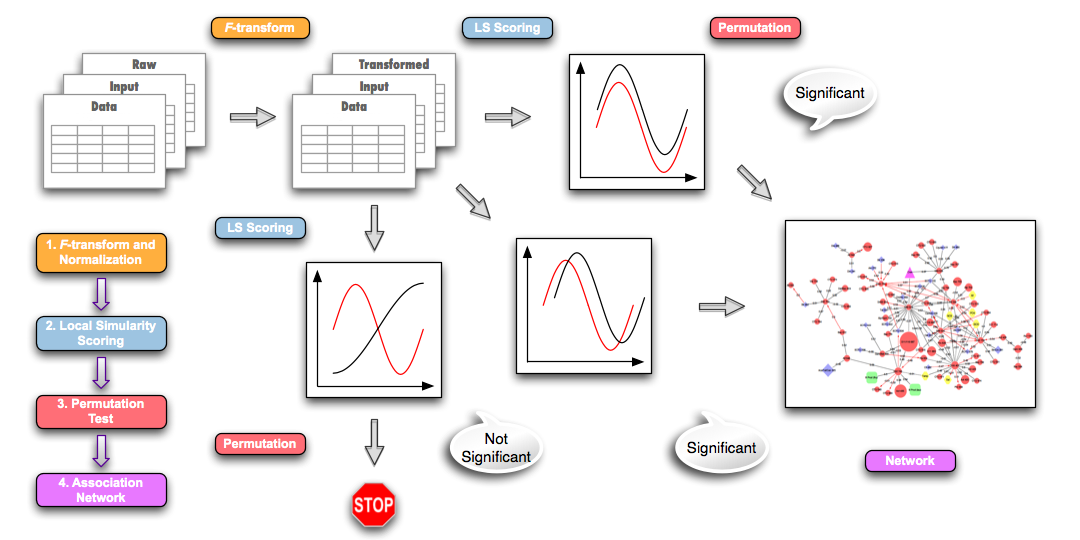 F-transform
LS Scoring
Permutation
Raw
Input
Data
Transformed
Input
Data
Significant
LS Scoring
1. F-transform and
Normalization
2. Local Simularity
Scoring
3. Permutation
Test
4. Association
Network
Permutation
STOP
Not
Significant
Significant
Network